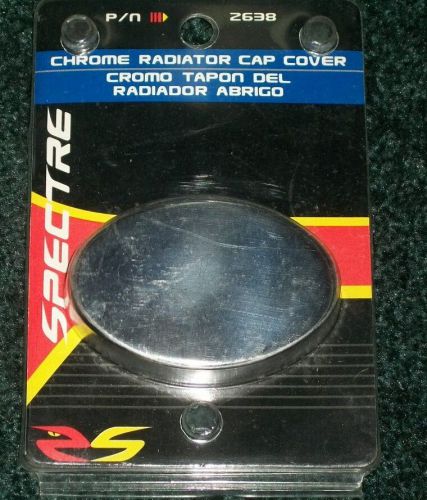 P/N 2638
CHROME RADIATOR CAP COVER
CROMO TAPON DEL
RADIADOR ABRIGO
SPECTRE